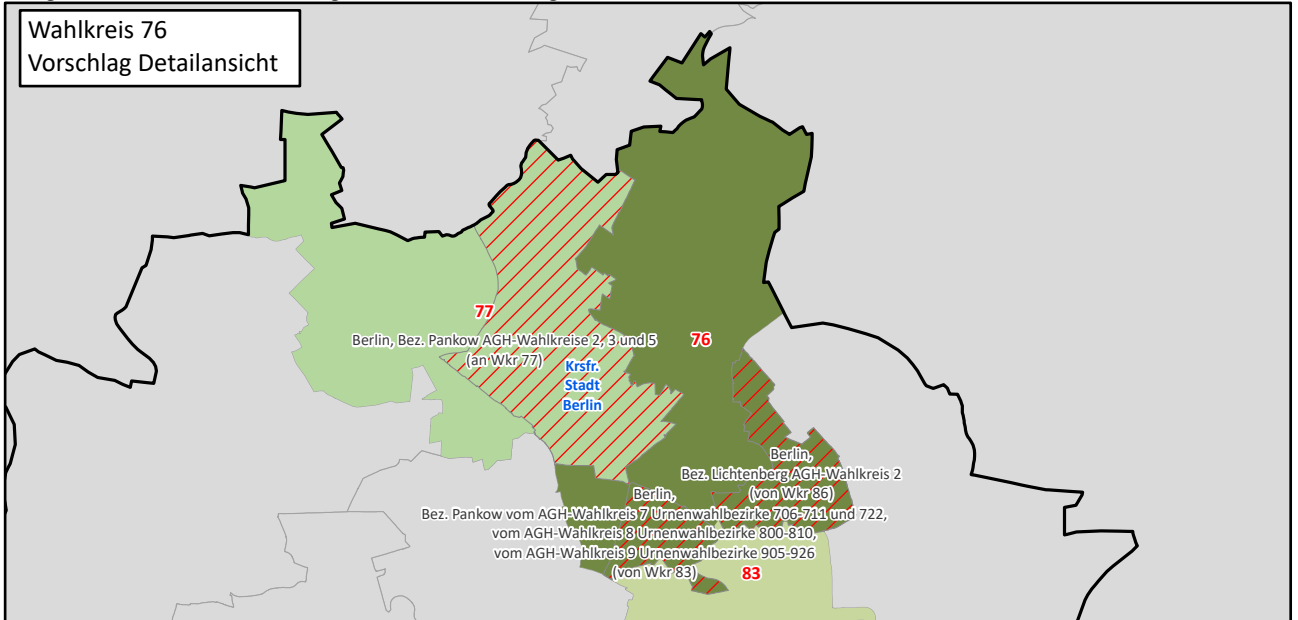 Wahlkreis 76
Vorschlag Detailansicht
77
Berlin, Bez. Pankow AGH-Wahlkreise 2, 3 und 5
(an Wkr 77)
76
Krsfr.
Stadt
Berlin
Berlin,
Bez. Lichtenberg AGH-Wahlkreis 2
(von Wkr 86)
Berlin,
Bez. Pankow vom AGH-Wahlkreis 7 Urnenwahlbezirke 706-711 und 722,
vom AGH-Wahlkreis 8 Urnenwahlbezirke 800-810,
vom AGH-Wahlkreis 9 Urnenwahlbezirke 905-926
(von Wkr 83)
83